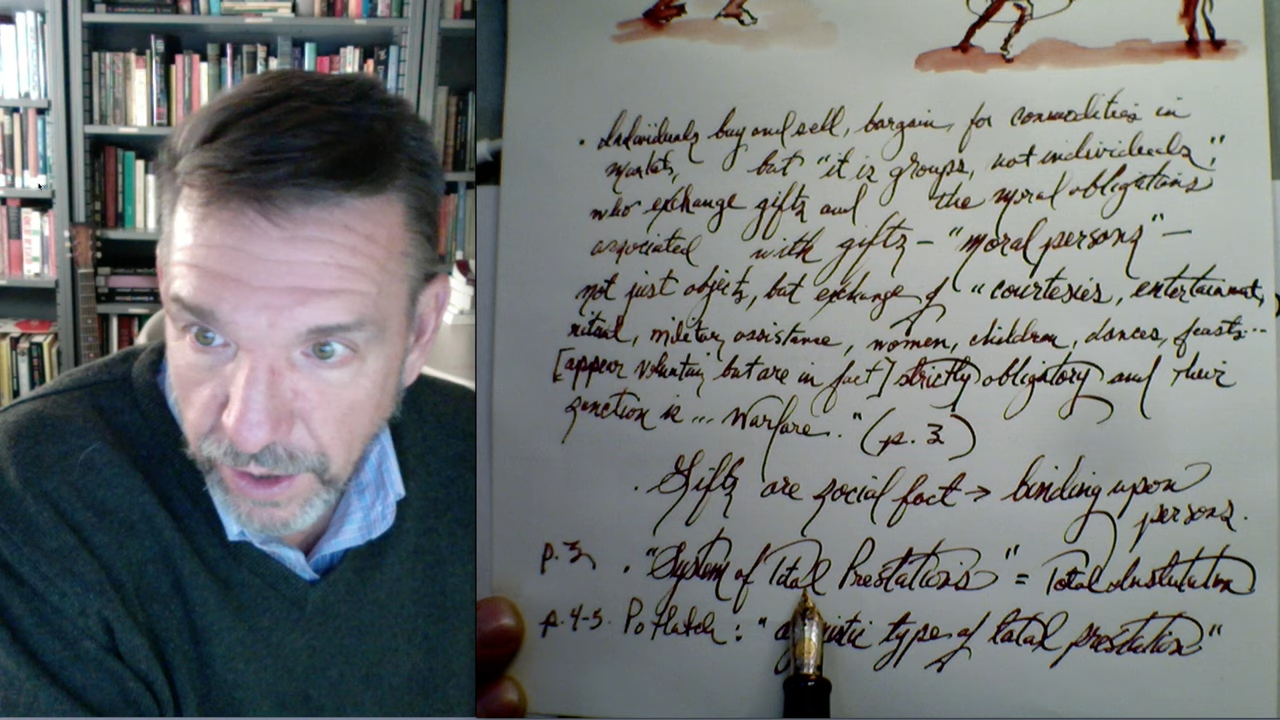 · Individuals buy and sell, bargain, for commodities in
markets, but "it is groups, not individuals,"
who exchange gifts and the moral obligations
associated with gifts – "moral persons" –
not just objects, but exchange of "courtesies, entertainment,
ritual, military assistance, women, children, dances, feasts...
[appear voluntary but are in fact] strictly obligatory and their
sanction is ... warfare." (p. 3)
· Gifts are social fact → binding upon
persons.
p. 3 · "System of Total Prestations" = Total Institution
p. 4-5 Potlatch: " type of total prestation"